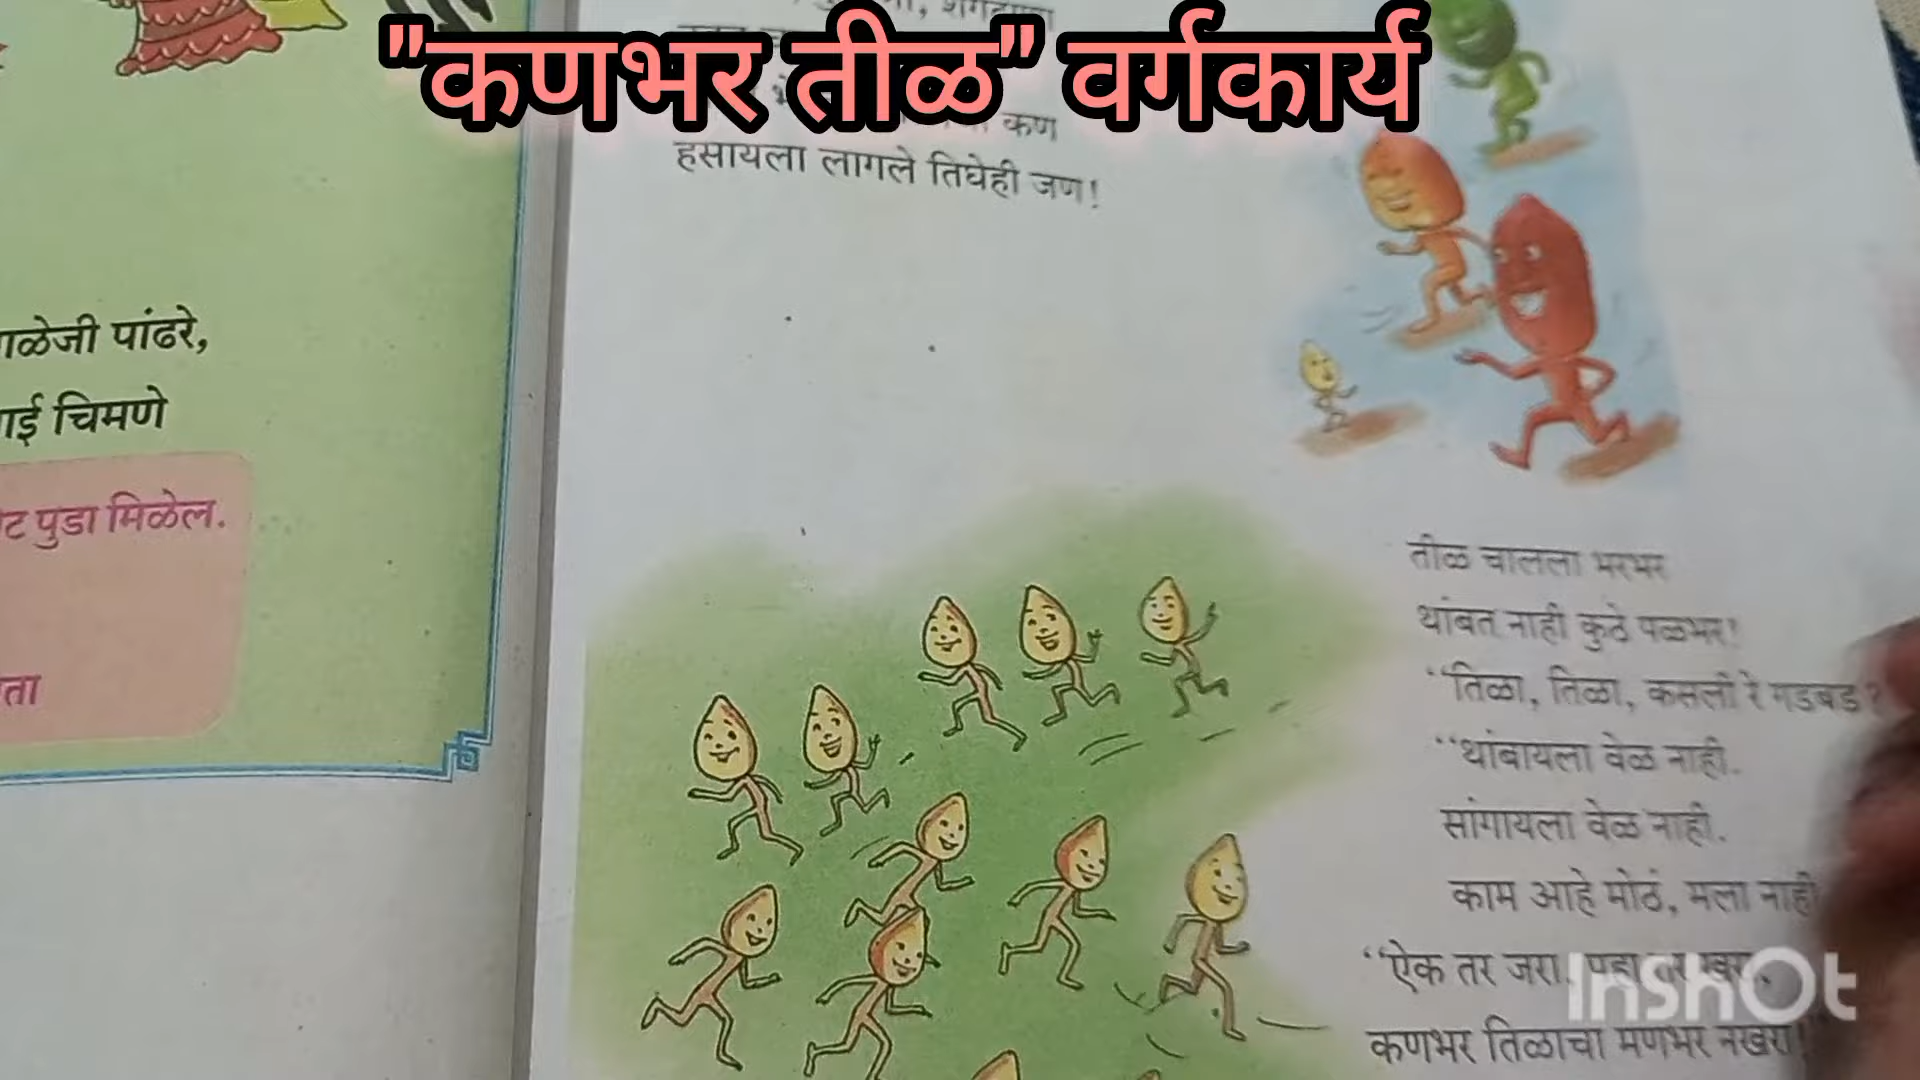 "कणभर तीळ" वर्गकार्य
कण
हसायला लागले तिघेही जण!
पांढरे,
चिमणे
पुडा मिळेल.
तीळ चालला भरभर
थांबत नाही कुठे पळभर!
“तिळा, तिळा, कसली रे गडबड?
“थांबायला वेळ नाही.
सांगायला वेळ नाही.
काम आहे मोठं, मला नाही
“ऐक तर जरा,
कणभर तिळाचा मणभर नखरा!”
InShOt